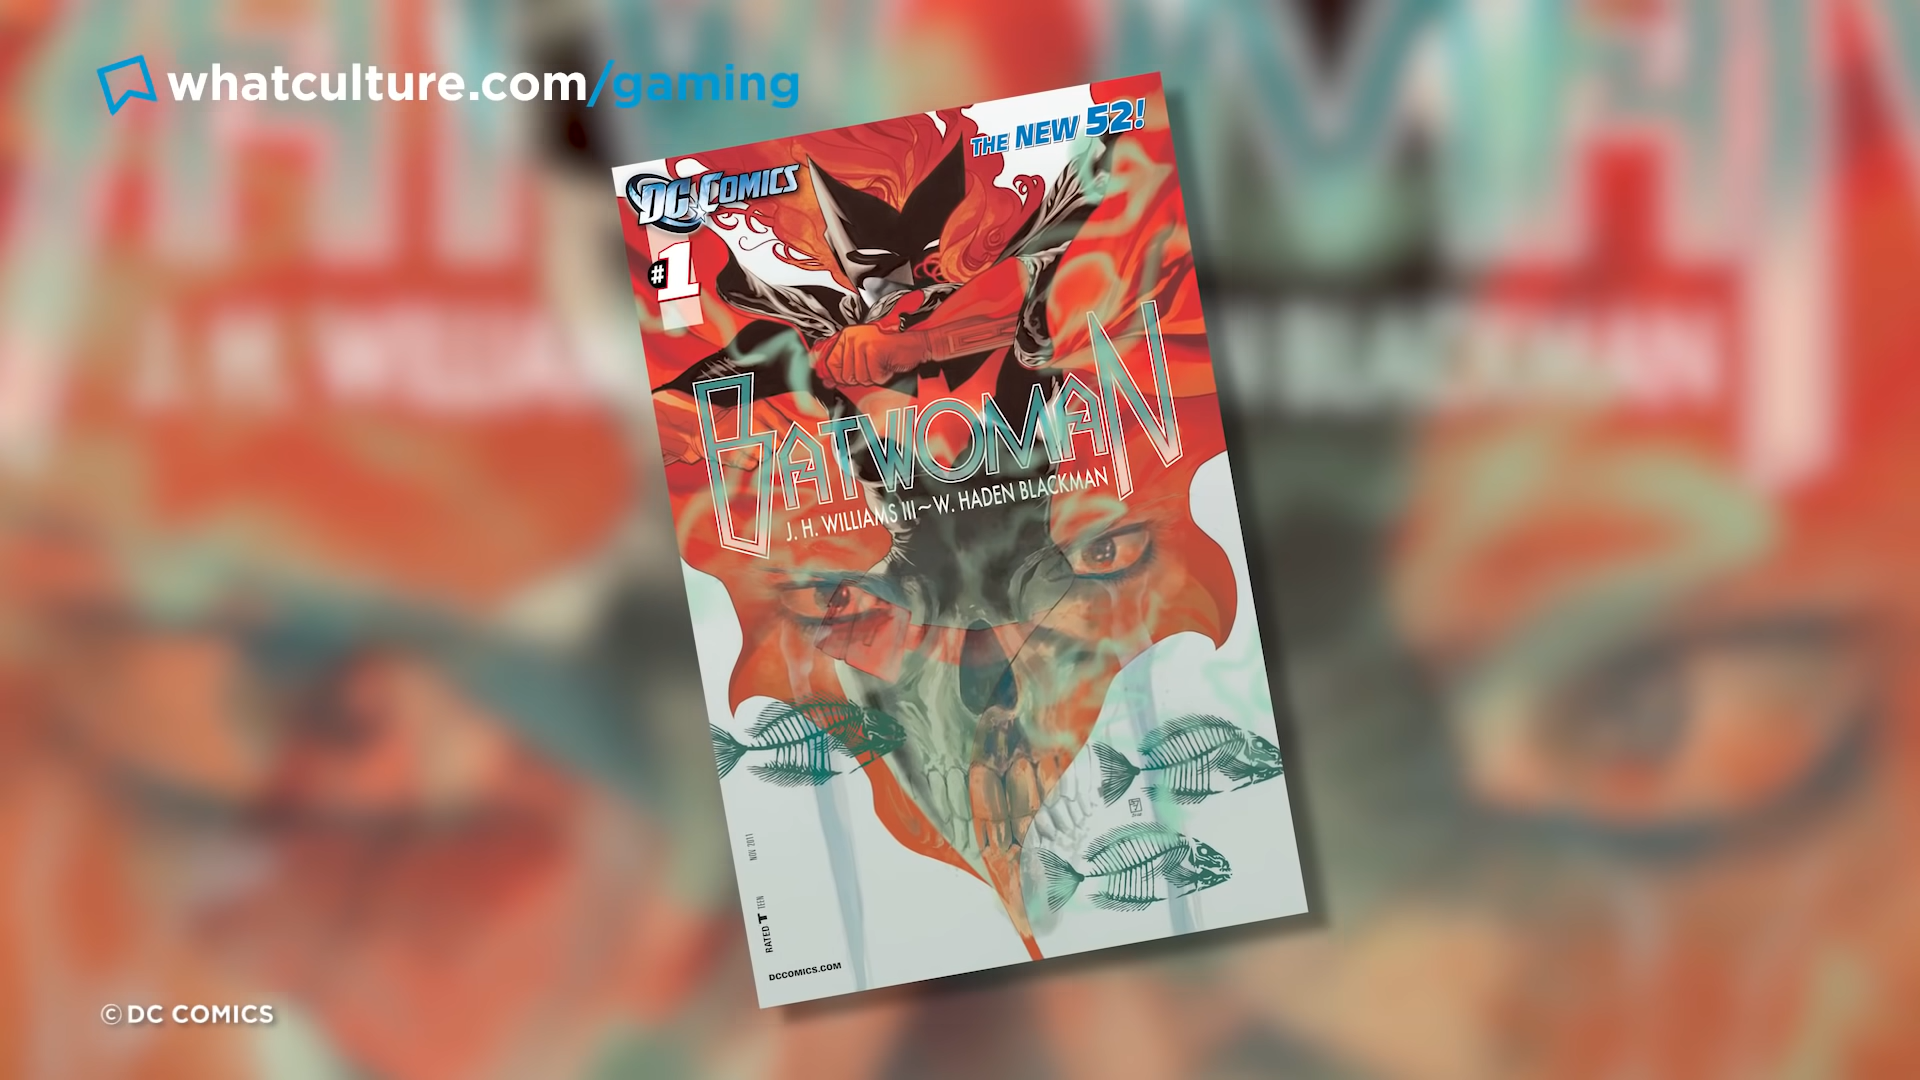 whatculture.com/gaming
THE NEW 52!
DC COMICS
#1
BATWOMAN
J. H. WILLIAMS III~W. HADEN BLACKMAN
NOV 2011
RATED T TEEN
DCCOMICS.COM
© DC COMICS